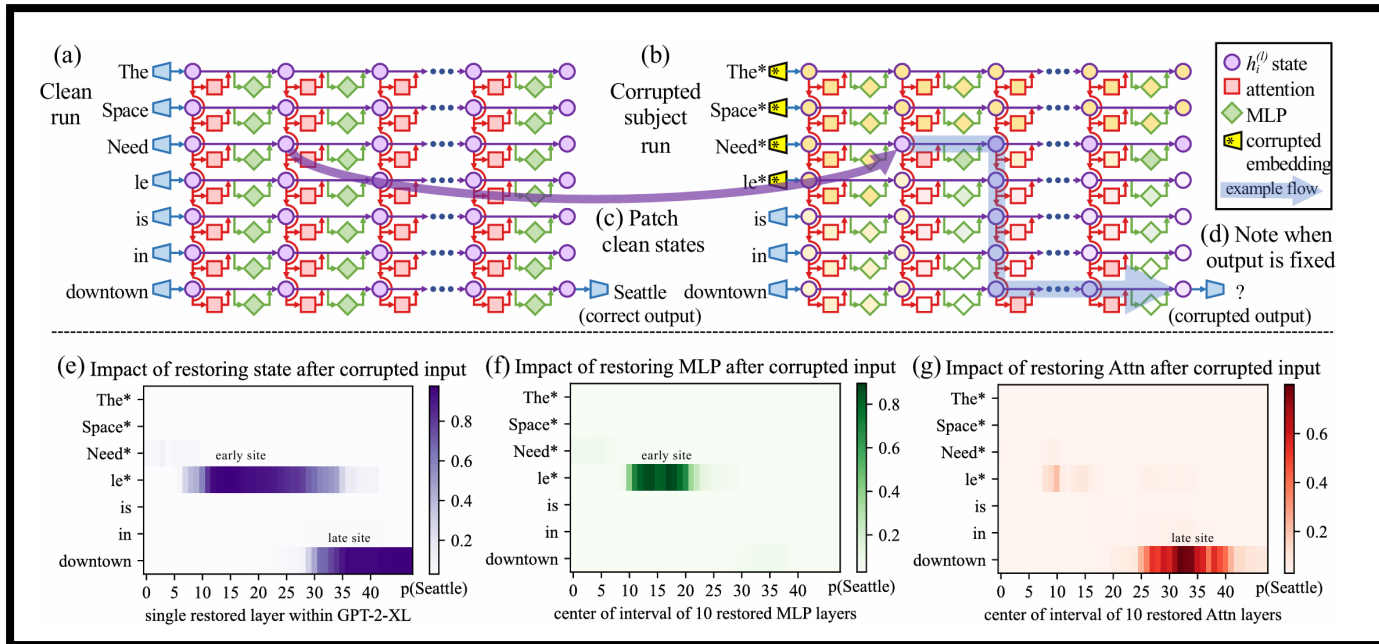 (a)
Clean
run
The
Space
Need
le
is
in
downtown
Seattle
(correct output)
(b)
Corrupted
subject
run
The*
Space*
Need*
le*
is
in
downtown
* * * *
(c) Patch
clean states
(d) Note when
output is fixed
?
(corrupted output)
h_i^(l) state
attention
MLP
* corrupted
embedding
example flow
(e) Impact of restoring state after corrupted input
The*
Space*
Need*
le*
is
in
downtown
early site
late site
0 5 10 15 20 25 30 35 40
0.8
0.6
0.4
0.2
p(Seattle)
single restored layer within GPT-2-XL
(f) Impact of restoring MLP after corrupted input
The*
Space*
Need*
le*
is
in
downtown
early site
0 5 10 15 20 25 30 35 40
0.8
0.6
0.4
0.2
p(Seattle)
center of interval of 10 restored MLP layers
(g) Impact of restoring Attn after corrupted input
The*
Space*
Need*
le*
is
in
downtown
late site
0 5 10 15 20 25 30 35 40
0.6
0.4
0.2
p(Seattle)
center of interval of 10 restored Attn layers